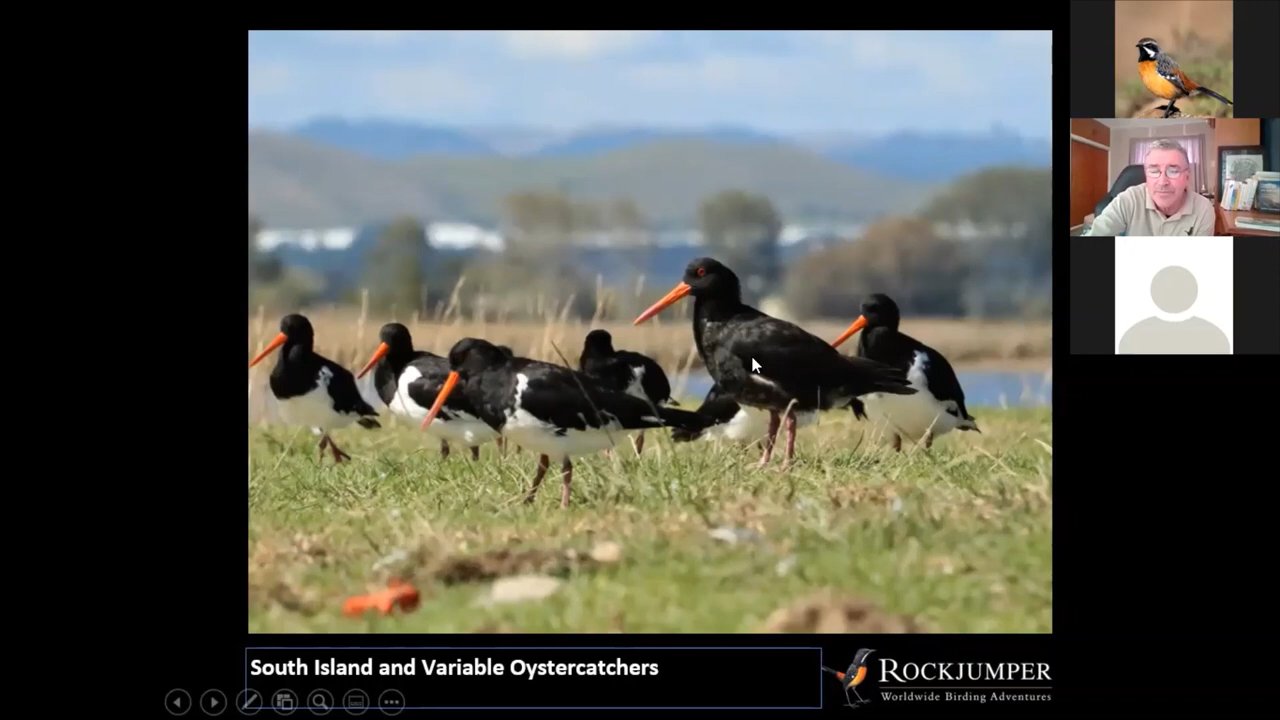 South Island and Variable Oystercatchers
ROCKJUMPER
Worldwide Birding Adventures